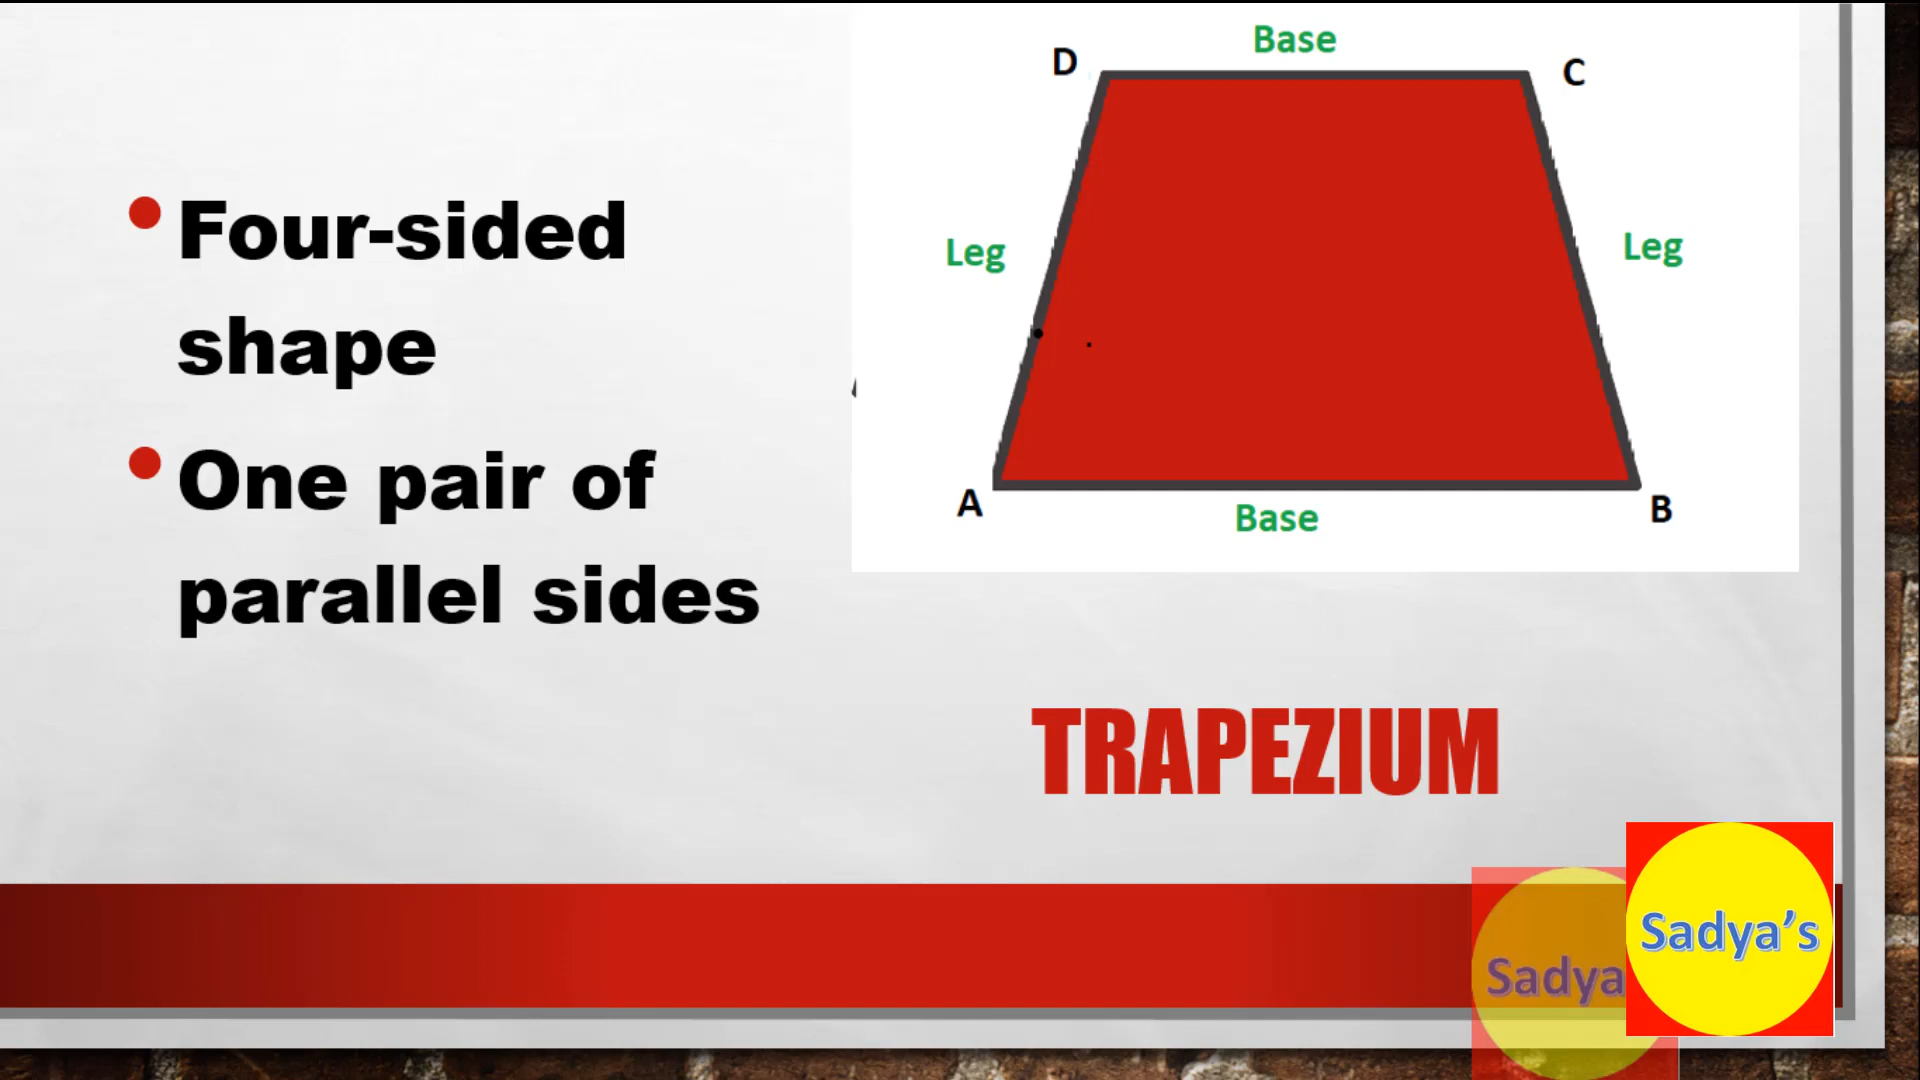 Four-sided
shape
One pair of
parallel sides
Base
D
C
Leg
Leg
A
B
Base
TRAPEZIUM
Sadya's
Sadya